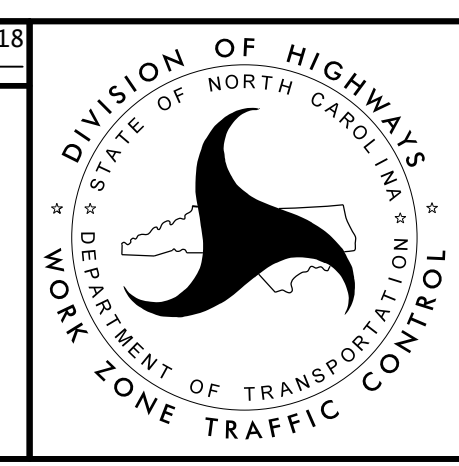 18
DIVISION OF HIGHWAYS
STATE OF NORTH CAROLINA
DEPARTMENT OF TRANSPORTATION
WORK ZONE TRAFFIC CONTROL